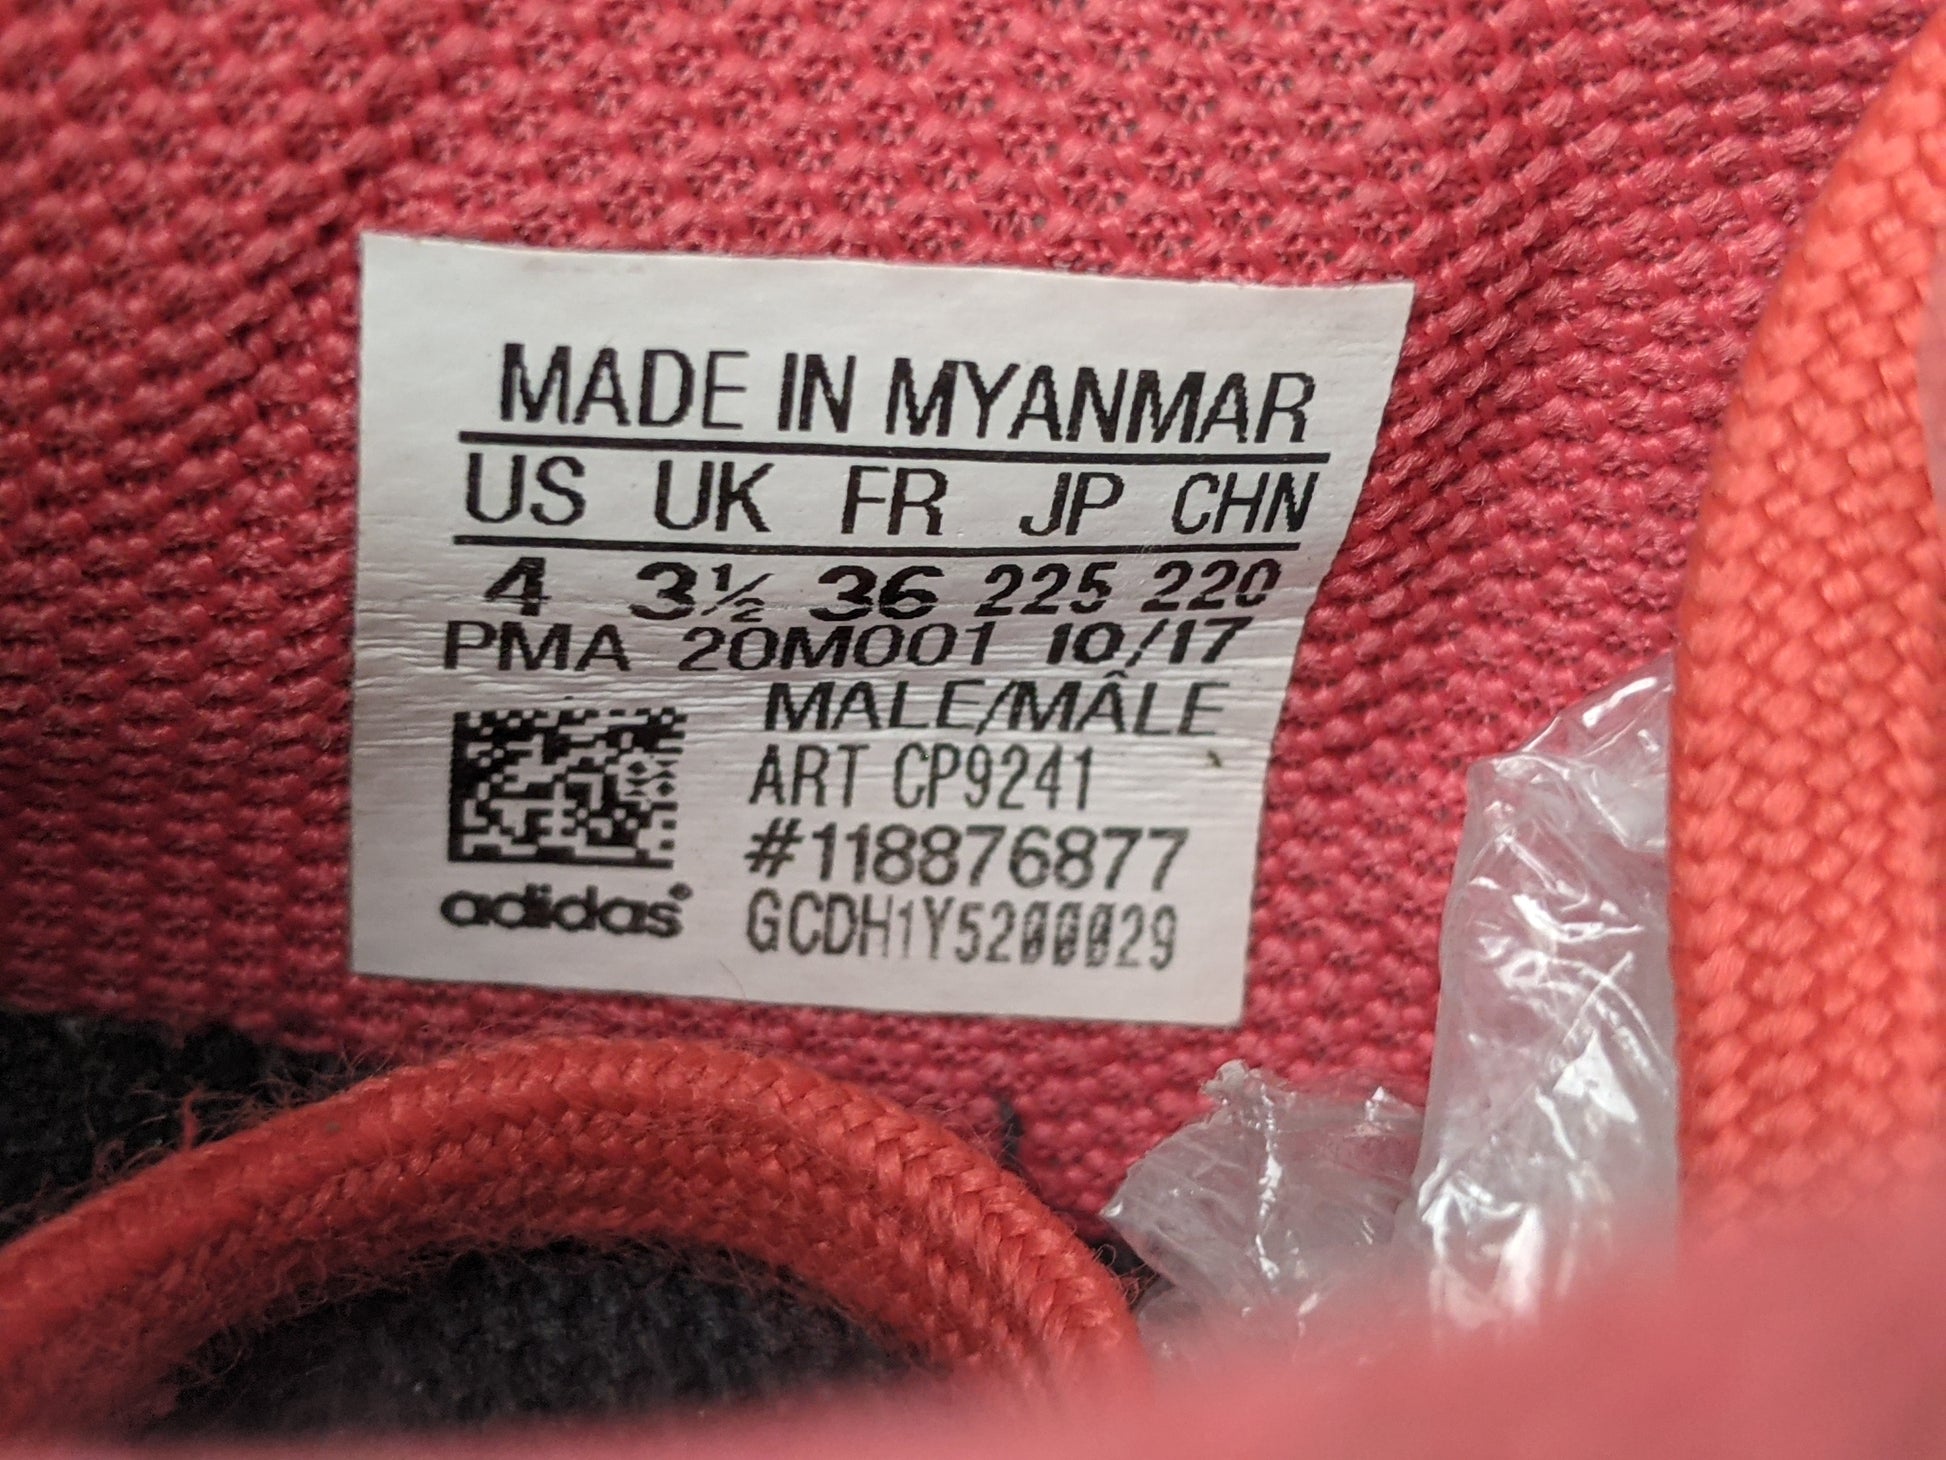 MADE IN MYANMAR
US UK FR JP CHN
4 3½ 36 225 220
PMA 20M001 10/17
MALE/MÂLE
ART CP9241
#118876877
adidas®
GCDH1Y5200029